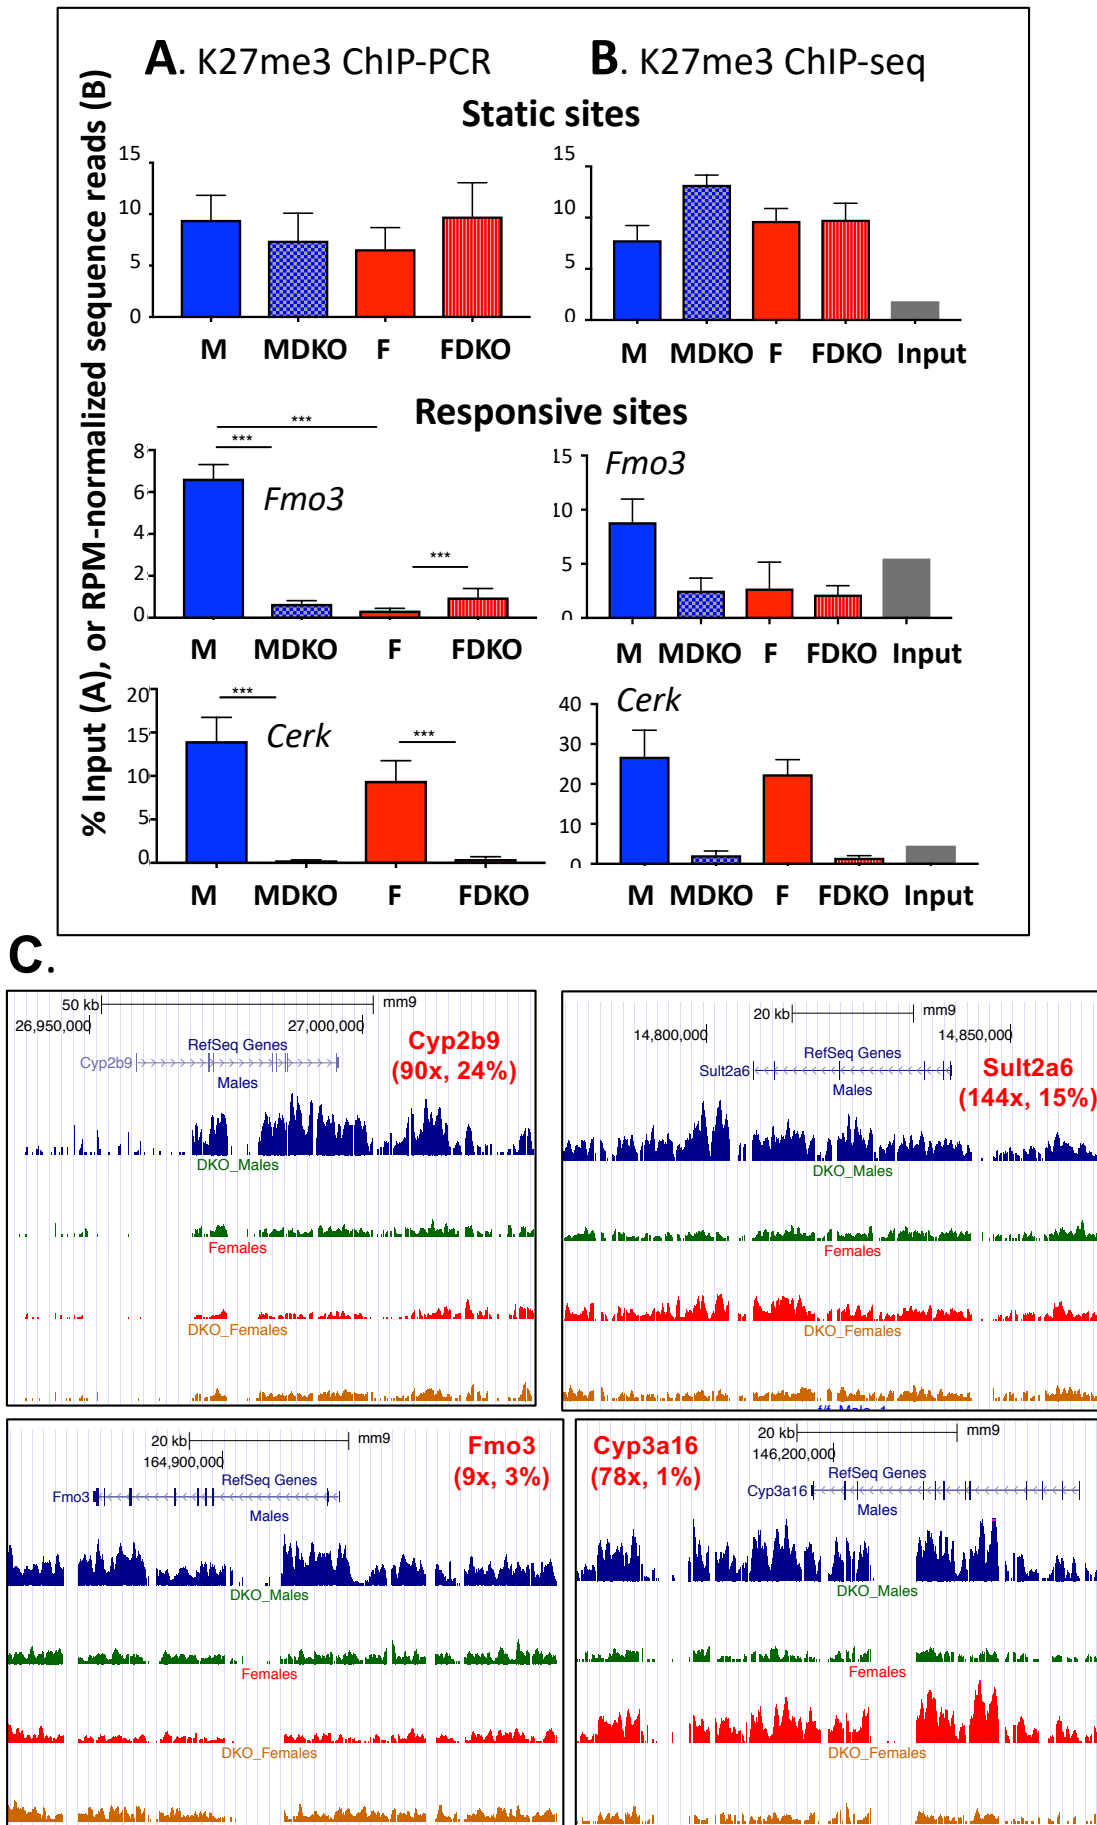 A. K27me3 ChIP-PCR
B. K27me3 ChIP-seq
% Input (A), or RPM-normalized sequence reads (B)
Static sites
15
10
5
0
M MDKO F FDKO
15
10
5
0
M MDKO F FDKO Input
Responsive sites
***
***
***
Fmo3
8
6
4
2
0
M MDKO F FDKO
Fmo3
15
10
5
0
M MDKO F FDKO Input
***
***
Cerk
20
15
10
5
0
M MDKO F FDKO
Cerk
40
30
20
10
0
M MDKO F FDKO Input
C.
50 kb mm9
26,950,000 27,000,000
RefSeq Genes
Cyp2b9
Cyp2b9
(90x, 24%)
Males
DKO_Males
Females
DKO_Females
20 kb mm9
14,800,000 14,850,000
RefSeq Genes
Sult2a6
Sult2a6
(144x, 15%)
Males
DKO_Males
Females
DKO_Females
20 kb mm9
164,900,000
RefSeq Genes
Fmo3
Fmo3
(9x, 3%)
Males
DKO_Males
Females
DKO_Females
Cyp3a16
(78x, 1%)
20 kb mm9
146,200,000
RefSeq Genes
Cyp3a16
Males
DKO_Males
Females
DKO_Females